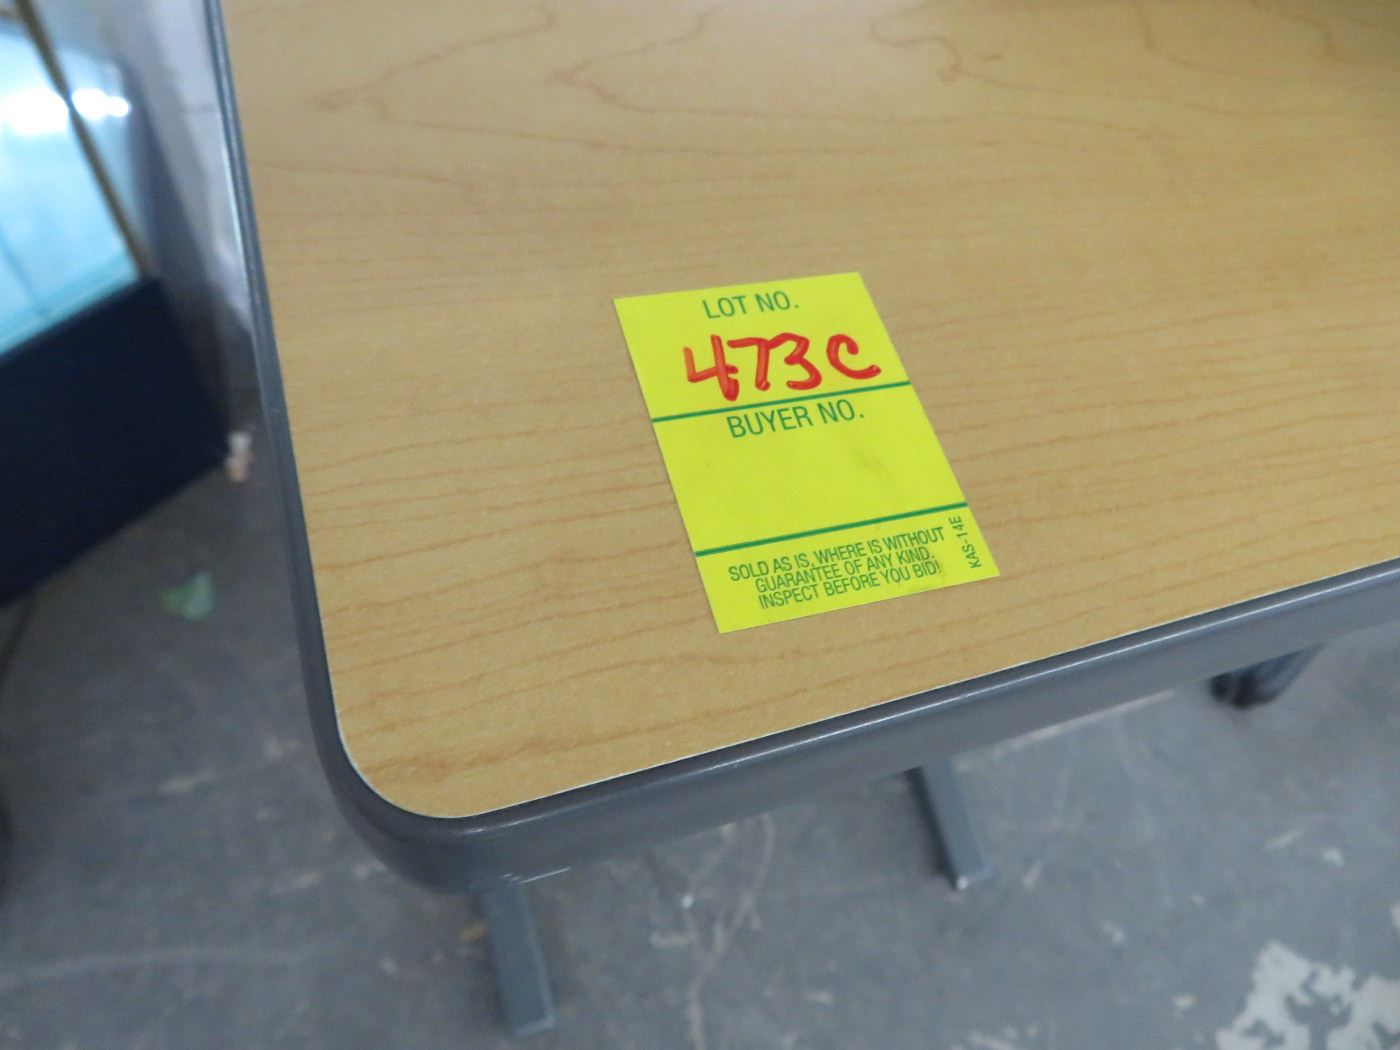 LOT NO.
473C
BUYER NO.
SOLD AS IS, WHERE IS WITHOUT
GUARANTEE OF ANY KIND.
INSPECT BEFORE YOU BID!
KAS-14E